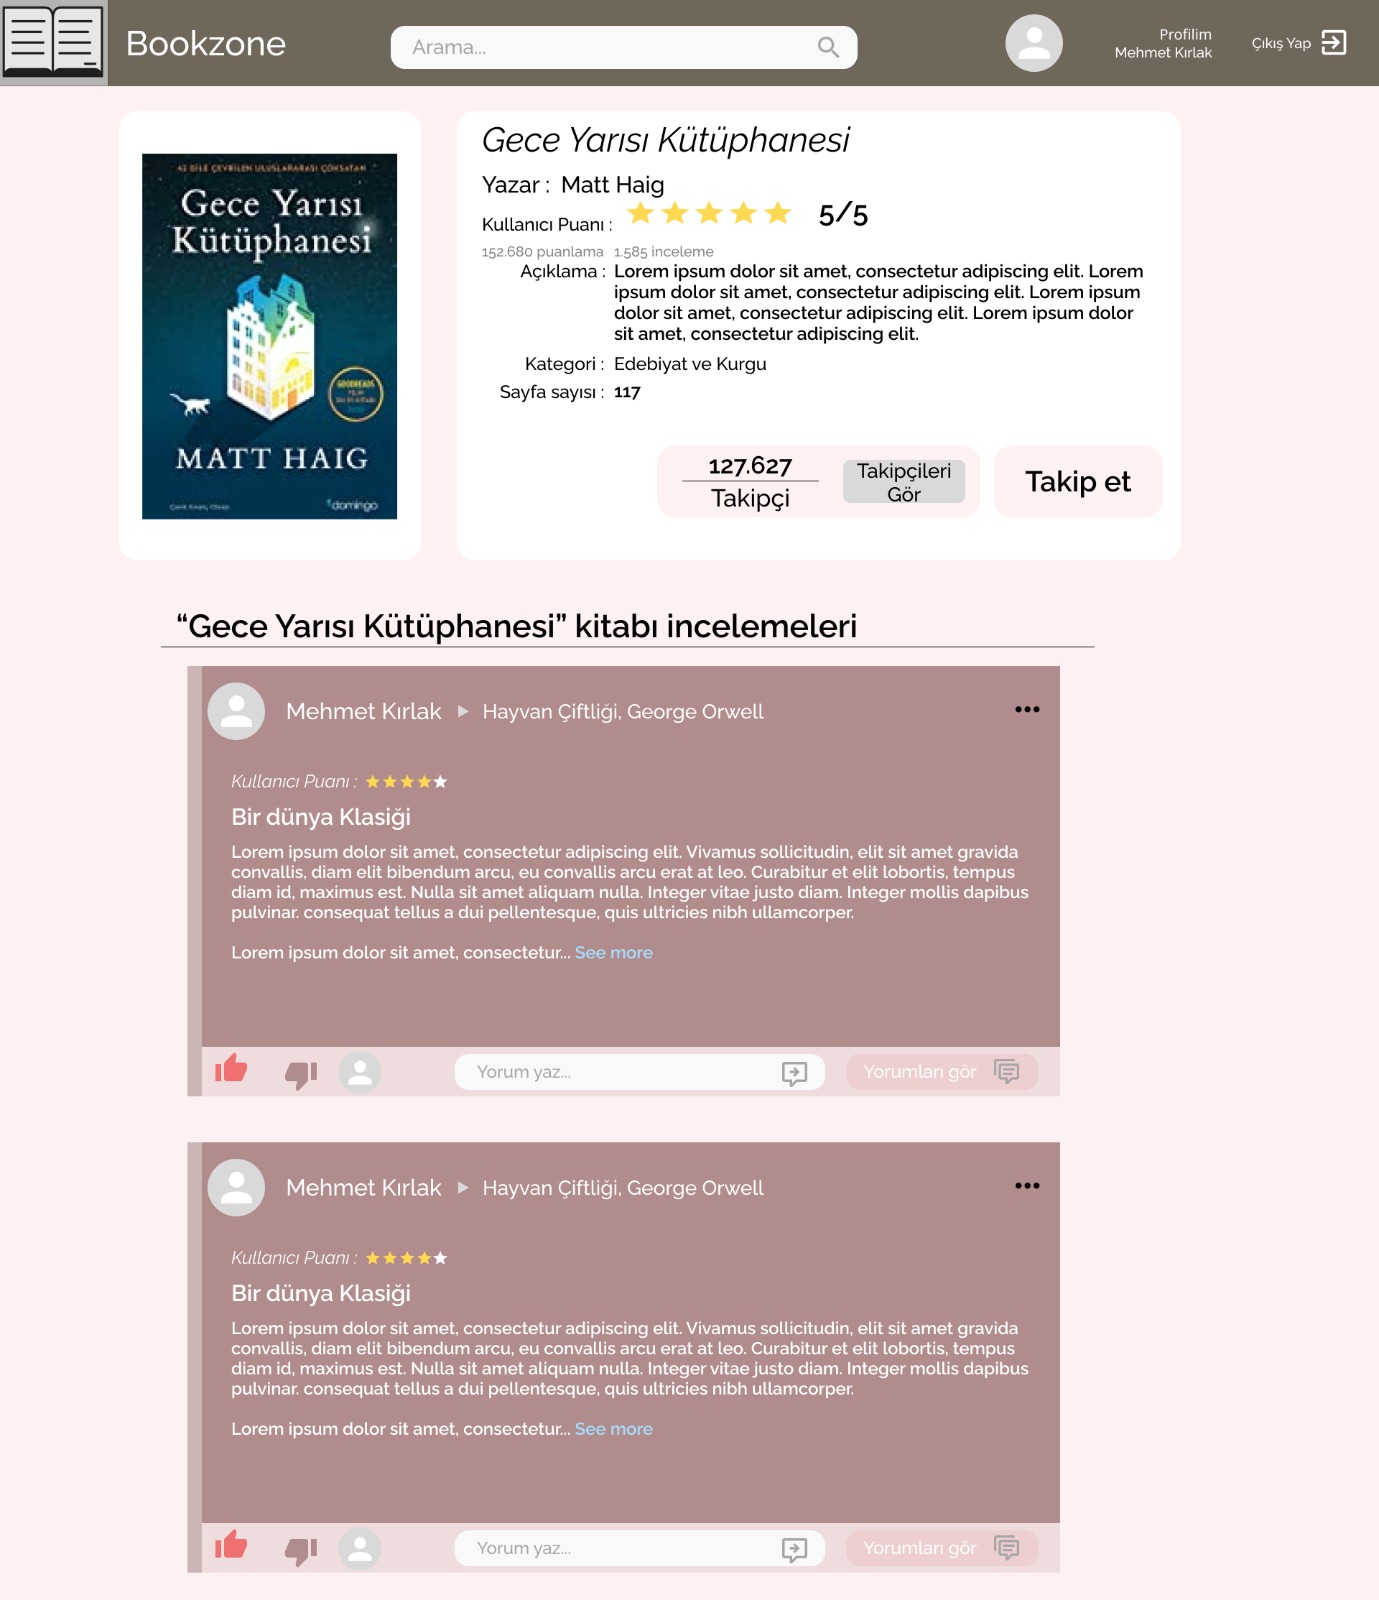 Bookzone
Arama...
Profilim
Mehmet Kırlak
Çıkış Yap
42 DİLE ÇEVRİLEN ULUSLARARASI ÇOKSATAN
Gece Yarısı
Kütüphanesi
GOODREADS
MATT HAIG
domingo
Gece Yarısı Kütüphanesi
Yazar : Matt Haig
Kullanıcı Puanı : 5/5
152.680 puanlama 1.585 inceleme
Açıklama : Lorem ipsum dolor sit amet, consectetur adipiscing elit. Lorem
ipsum dolor sit amet, consectetur adipiscing elit. Lorem ipsum
dolor sit amet, consectetur adipiscing elit. Lorem ipsum dolor
sit amet, consectetur adipiscing elit.
Kategori : Edebiyat ve Kurgu
Sayfa sayısı : 117
127.627
Takipçi
Takipçileri
Gör
Takip et
“Gece Yarısı Kütüphanesi” kitabı incelemeleri
Mehmet Kırlak Hayvan Çiftliği, George Orwell
Kullanıcı Puanı :
Bir dünya Klasiği
Lorem ipsum dolor sit amet, consectetur adipiscing elit. Vivamus sollicitudin, elit sit amet gravida
convallis, diam elit bibendum arcu, eu convallis arcu erat at leo. Curabitur et elit lobortis, tempus
diam id, maximus est. Nulla sit amet aliquam nulla. Integer vitae justo diam. Integer mollis dapibus
pulvinar. consequat tellus a dui pellentesque, quis ultricies nibh ullamcorper.
Lorem ipsum dolor sit amet, consectetur... See more
Yorum yaz...
Yorumları gör
Mehmet Kırlak Hayvan Çiftliği, George Orwell
Kullanıcı Puanı :
Bir dünya Klasiği
Lorem ipsum dolor sit amet, consectetur adipiscing elit. Vivamus sollicitudin, elit sit amet gravida
convallis, diam elit bibendum arcu, eu convallis arcu erat at leo. Curabitur et elit lobortis, tempus
diam id, maximus est. Nulla sit amet aliquam nulla. Integer vitae justo diam. Integer mollis dapibus
pulvinar. consequat tellus a dui pellentesque, quis ultricies nibh ullamcorper.
Lorem ipsum dolor sit amet, consectetur... See more
Yorum yaz...
Yorumları gör